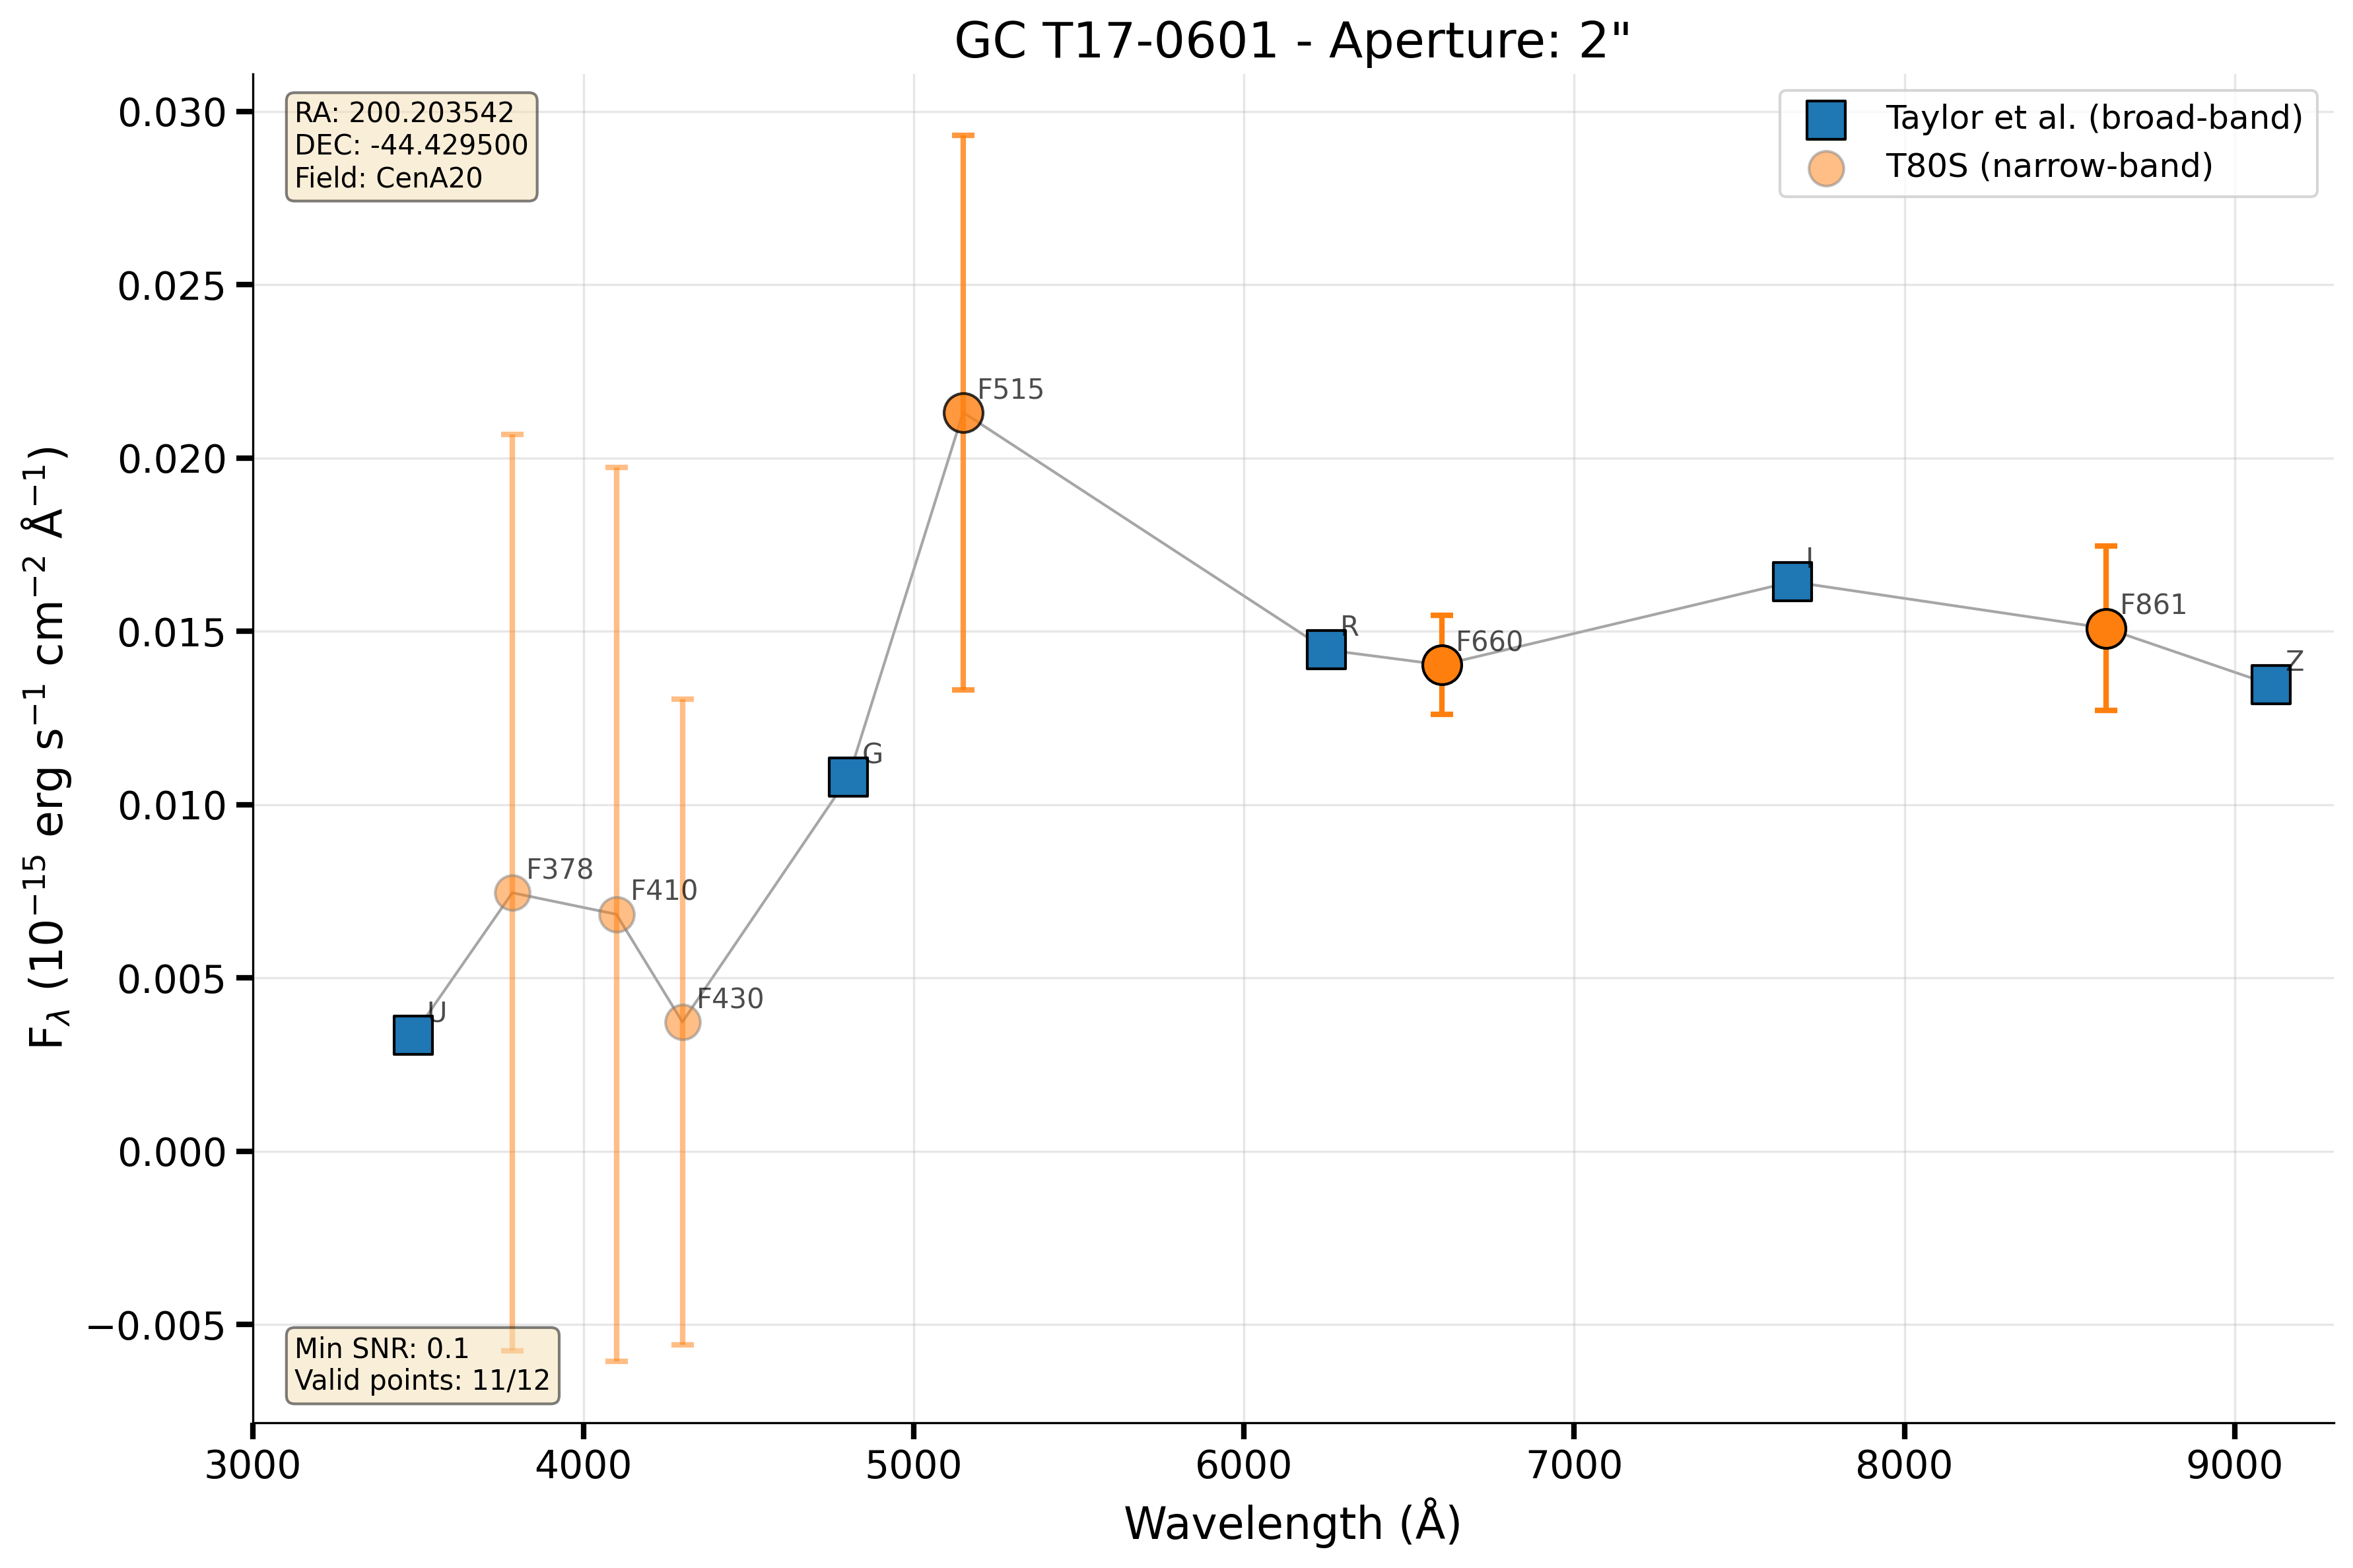 GC T17-0601 - Aperture: 2"
RA: 200.203542
DEC: -44.429500
Field: CenA20
Taylor et al. (broad-band)
T80S (narrow-band)
0.030
0.025
0.020
0.015
0.010
0.005
0.000
−0.005
F515
I
R
F660
F861
Z
G
F378
F410
F430
U
Min SNR: 0.1
Valid points: 11/12
3000 4000 5000 6000 7000 8000 9000
Wavelength (Å)
Fλ (10⁻¹⁵ erg s⁻¹ cm⁻² Å⁻¹)